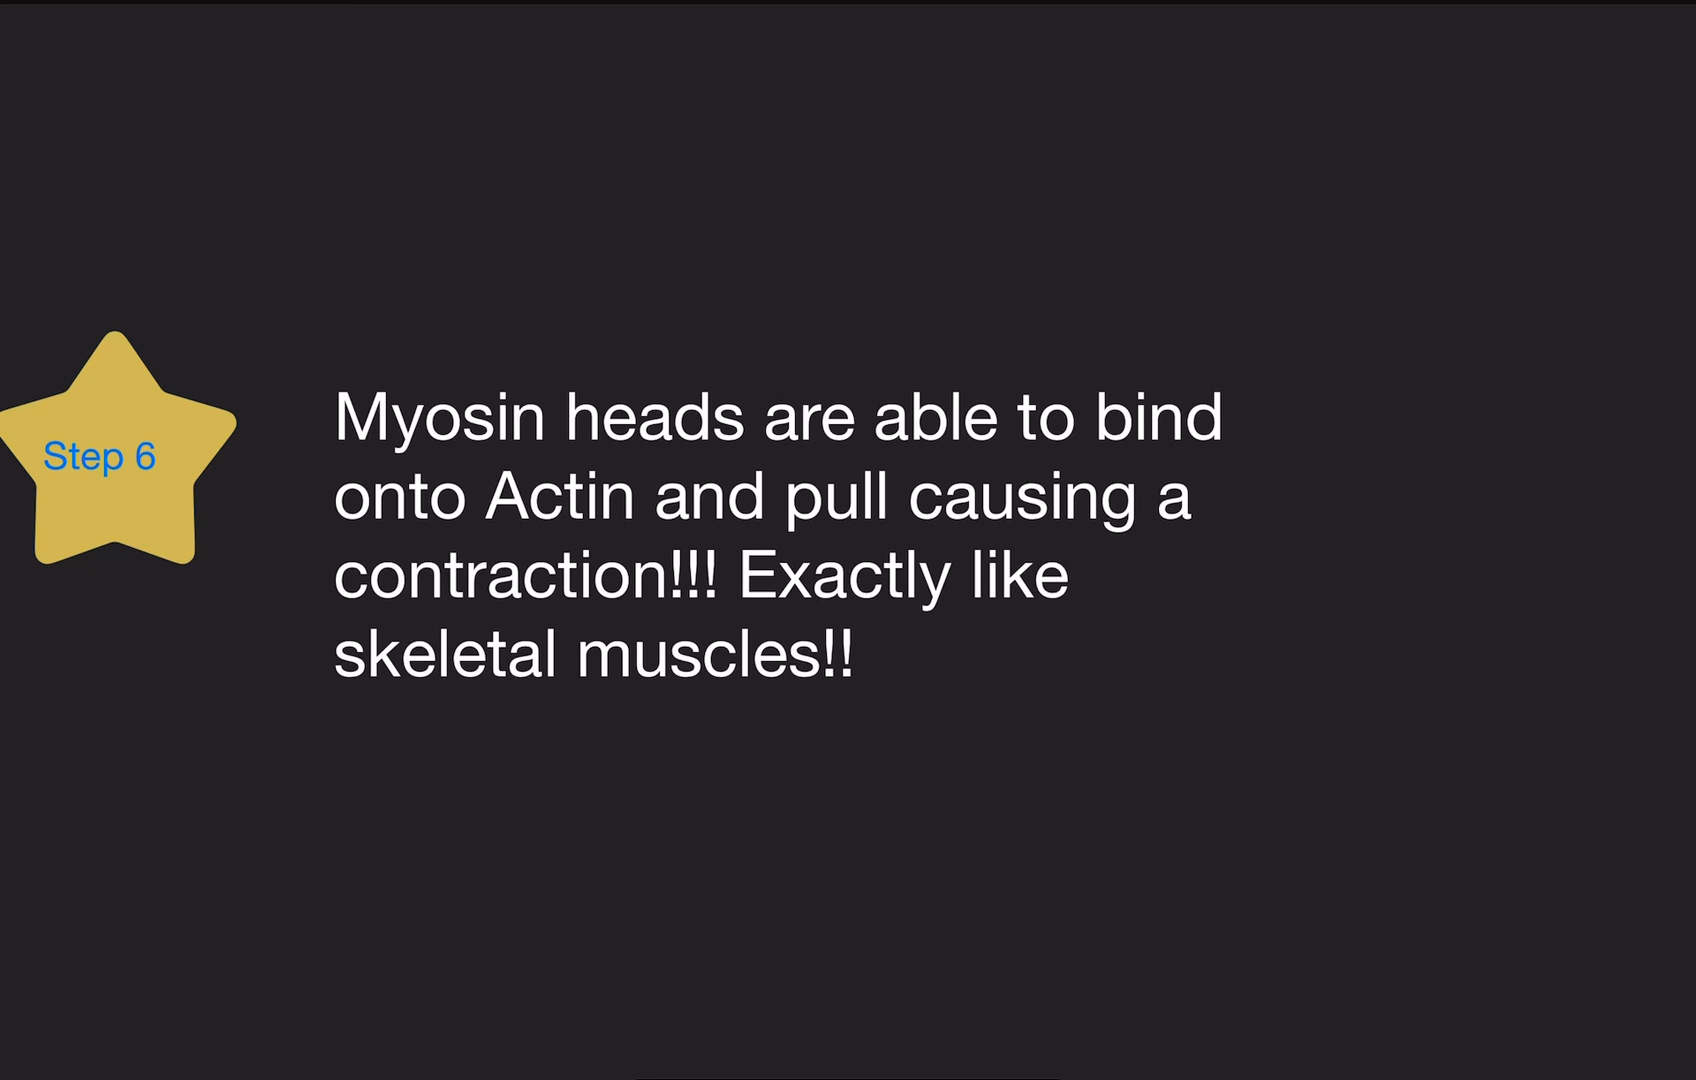 Step 6
Myosin heads are able to bind
onto Actin and pull causing a
contraction!!! Exactly like
skeletal muscles!!